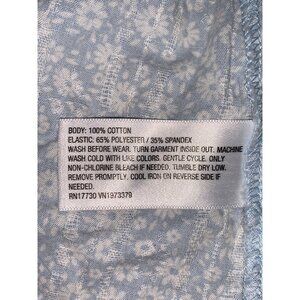 BODY: 100% COTTON
ELASTIC: 65% POLYESTER / 35% SPANDEX
WASH BEFORE WEAR. TURN GARMENT INSIDE OUT. MACHINE
WASH COLD WITH LIKE COLORS. GENTLE CYCLE. ONLY
NON-CHLORINE BLEACH IF NEEDED. TUMBLE DRY LOW.
REMOVE PROMPTLY. COOL IRON ON REVERSE SIDE IF
NEEDED.
RN17730 VN1973379